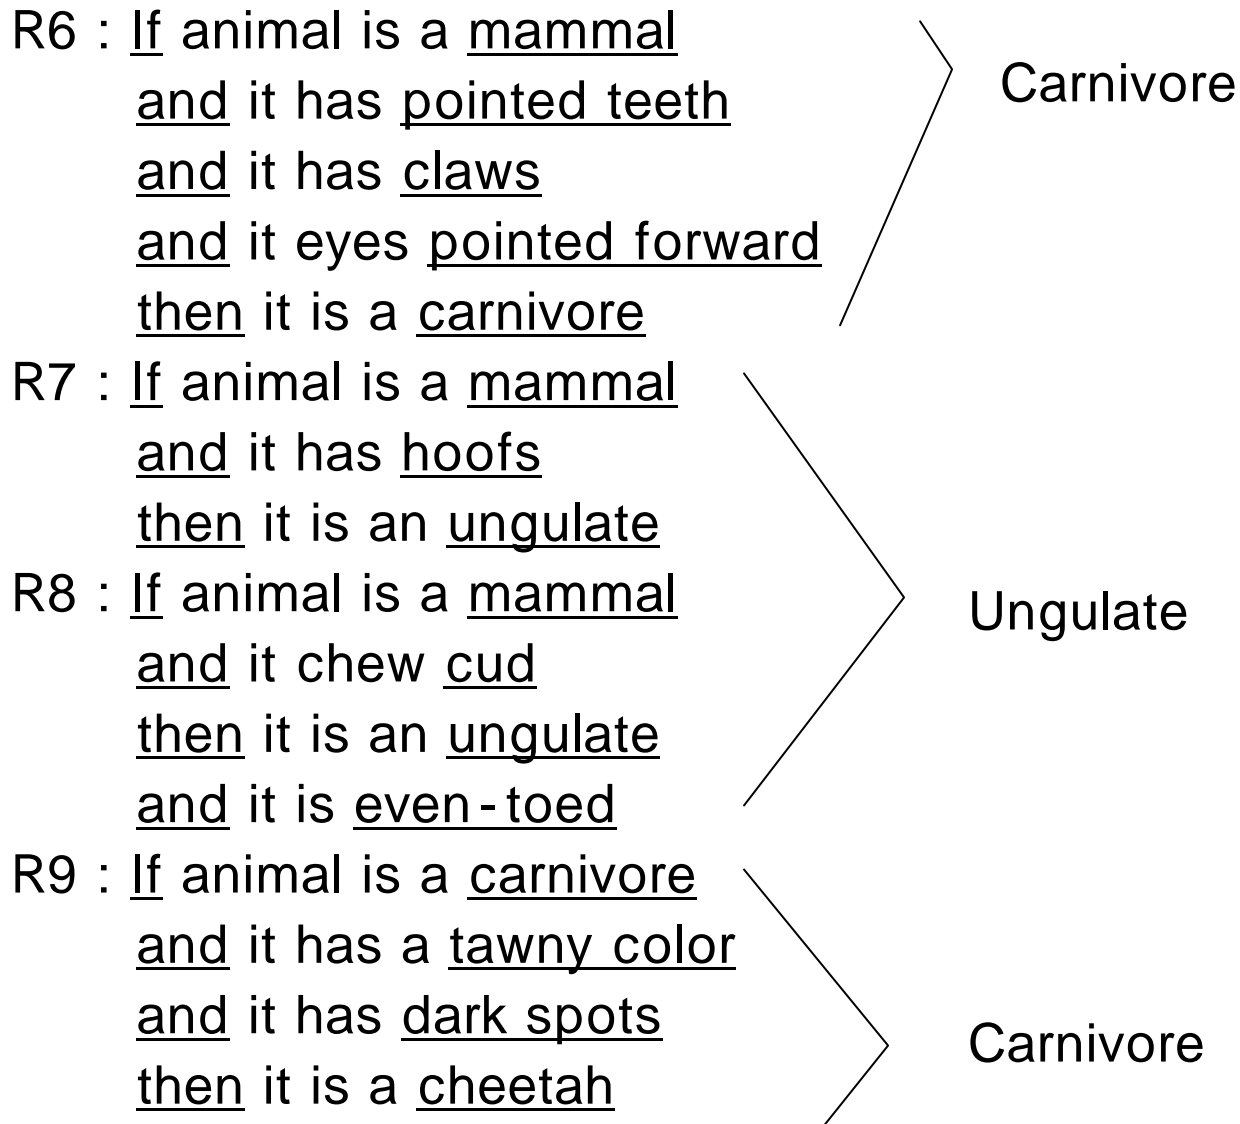 R6 : If animal is a mammal
and it has pointed teeth
and it has claws
and it eyes pointed forward
then it is a carnivore
Carnivore
R7 : If animal is a mammal
and it has hoofs
then it is an ungulate
R8 : If animal is a mammal
and it chew cud
then it is an ungulate
and it is even-toed
Ungulate
R9 : If animal is a carnivore
and it has a tawny color
and it has dark spots
then it is a cheetah
Carnivore